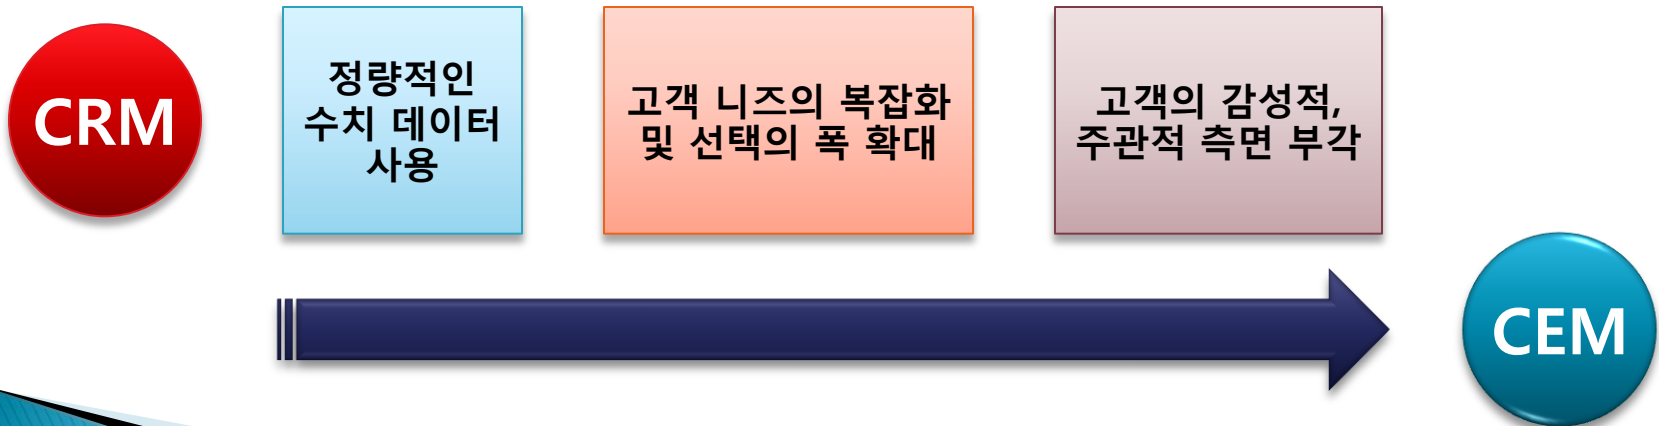 CRM
정량적인
수치 데이터
사용
고객 니즈의 복잡화
및 선택의 폭 확대
고객의 감성적,
주관적 측면 부각
CEM